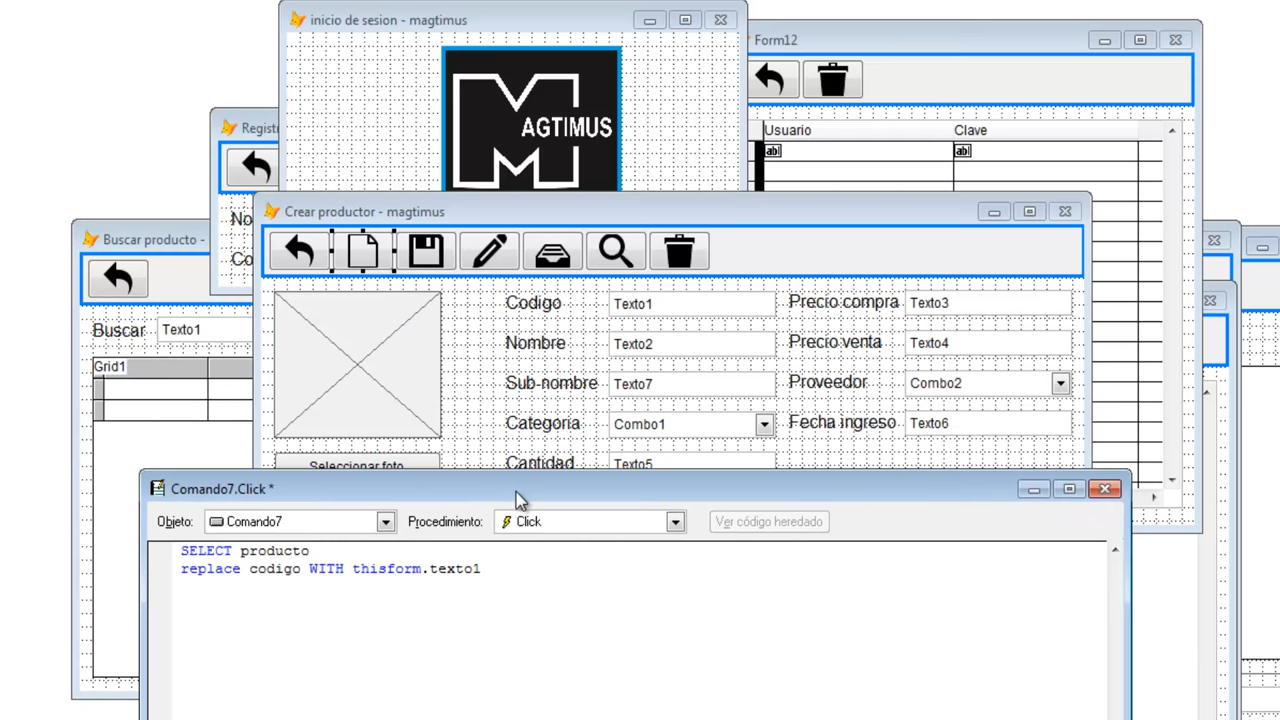 inicio de sesion - magtimus
Form12
AGTIMUS
Usuario
Clave
abl
abl
Registr
No
Co
Crear productor - magtimus
Buscar producto -
Buscar
Texto1
Grid1
Codigo
Texto1
Precio compra
Texto3
Nombre
Texto2
Precio venta
Texto4
Sub-nombre
Texto7
Proveedor
Combo2
Categoria
Combo1
Fecha ingreso
Texto6
Seleccionar foto
Cantidad
Texto5
Comando7.Click *
Objeto:
Comando7
Procedimiento:
Click
Ver código heredado
SELECT producto
replace codigo WITH thisform.texto1